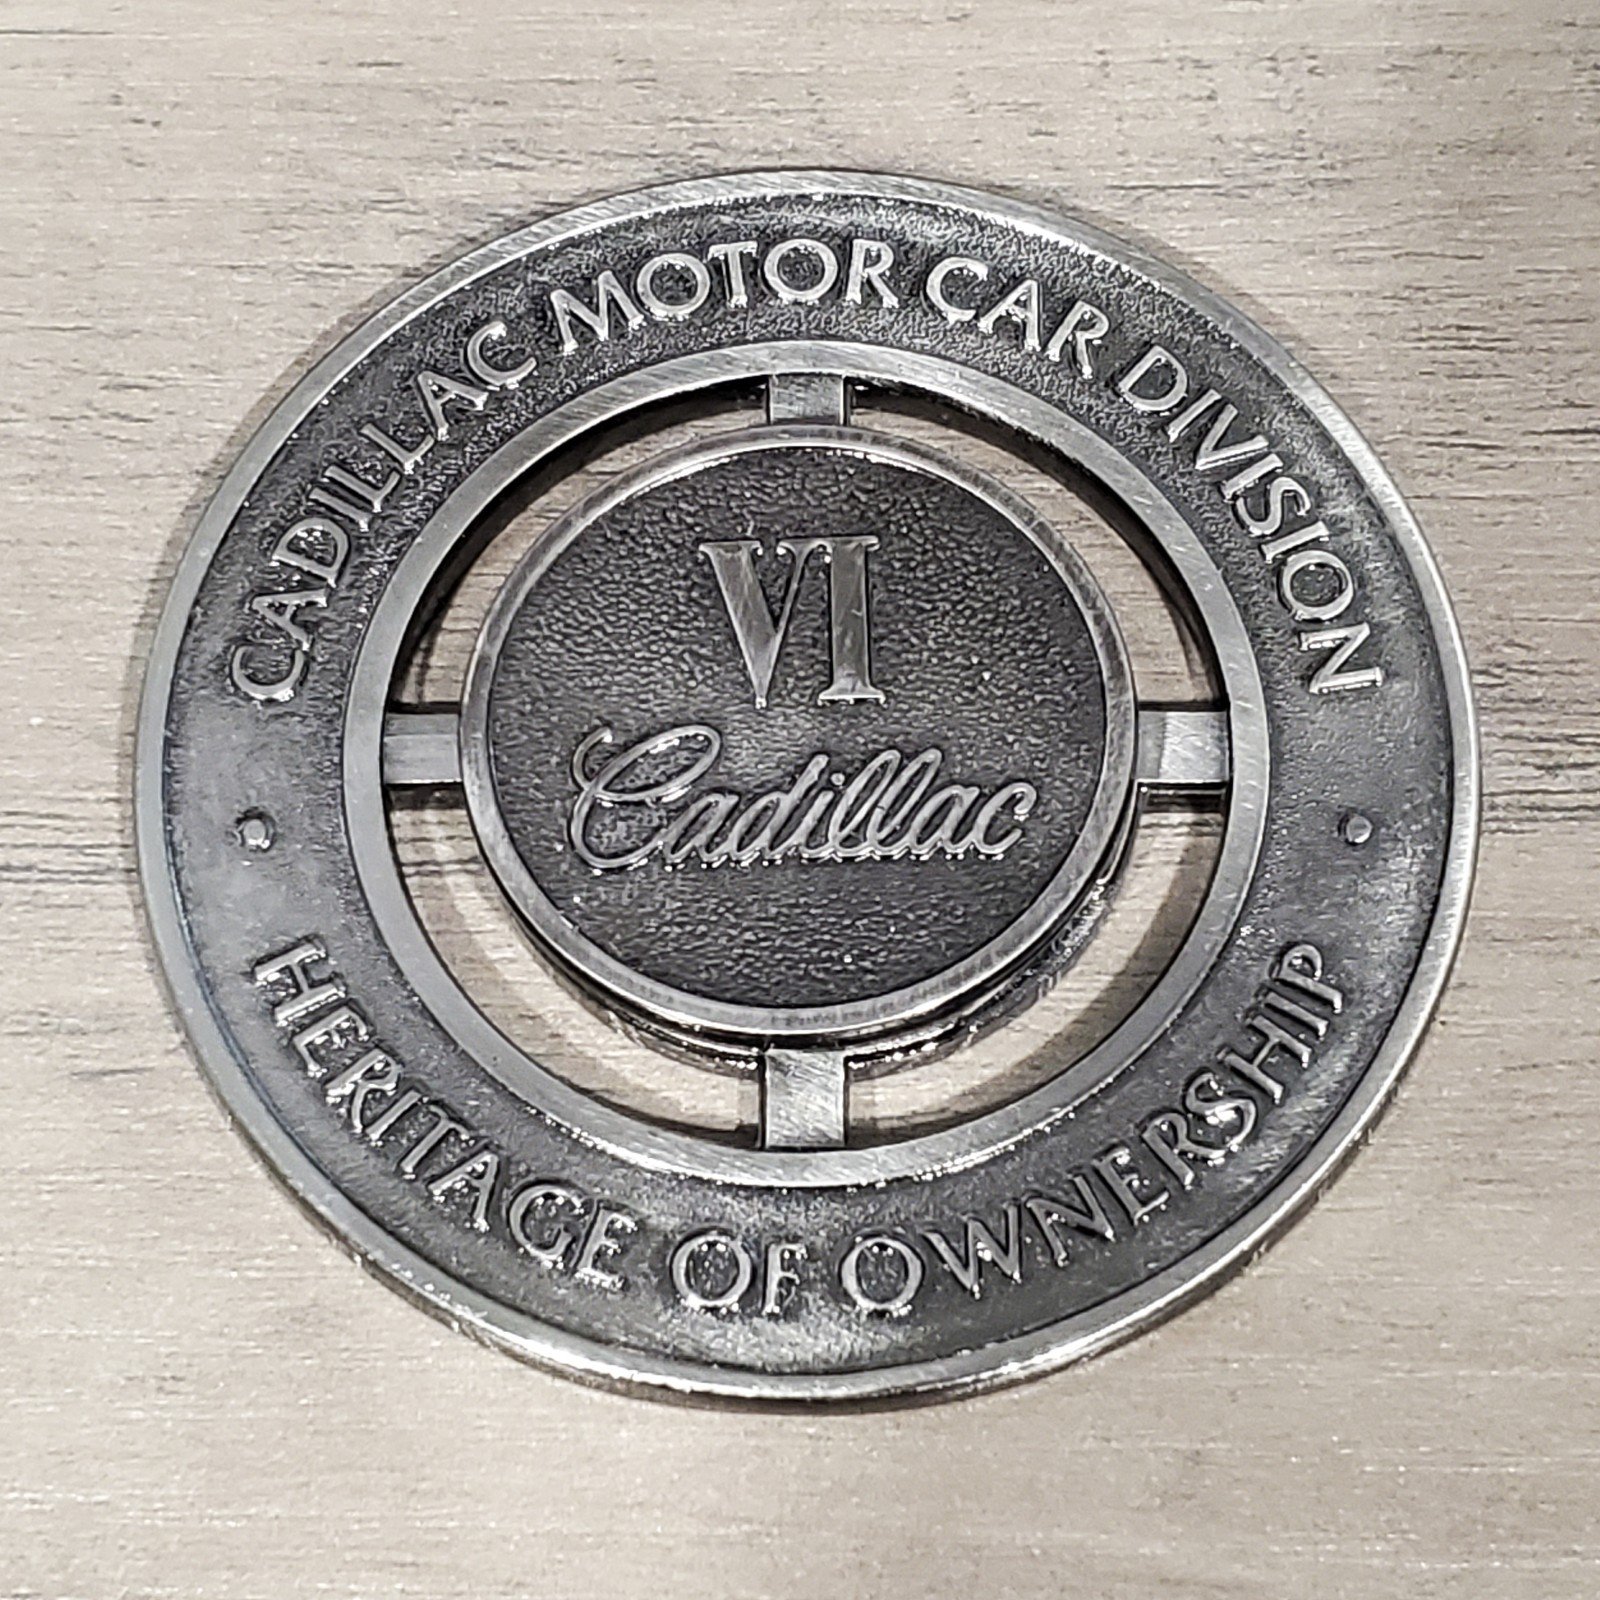 CADILLAC MOTOR CAR DIVISION
VI
Cadillac
HERITAGE OF OWNERSHIP